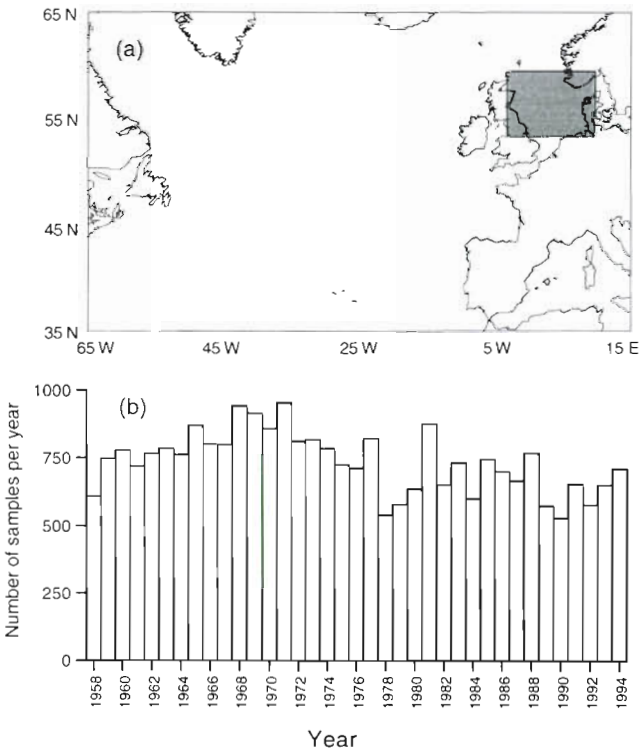 65 N
(a)
55 N
45 N
35 N
65 W
45 W
25 W
5 W
15 E
Number of samples per year
1000
(b)
750
500
250
0
1958
1960
1962
1964
1966
1968
1970
1972
1974
1976
1978
1980
1982
1984
1986
1988
1990
1992
1994
Year